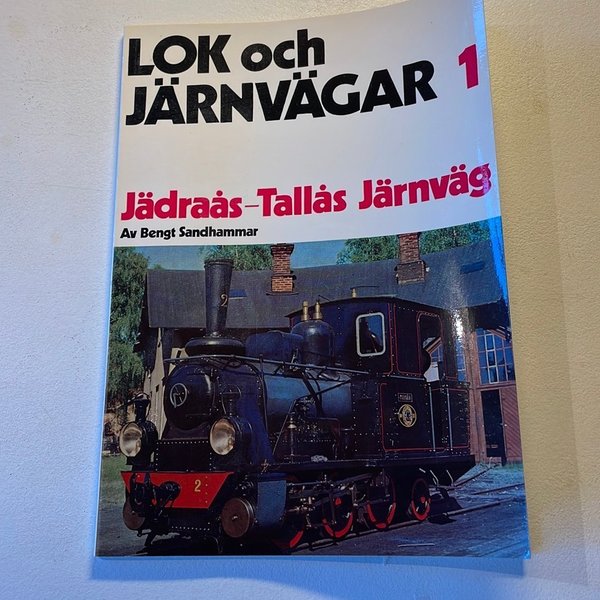 LOK och
JÄRNVÄGAR 1
Jädraås-Tallås Järnväg
Av Bengt Sandhammar
2
2